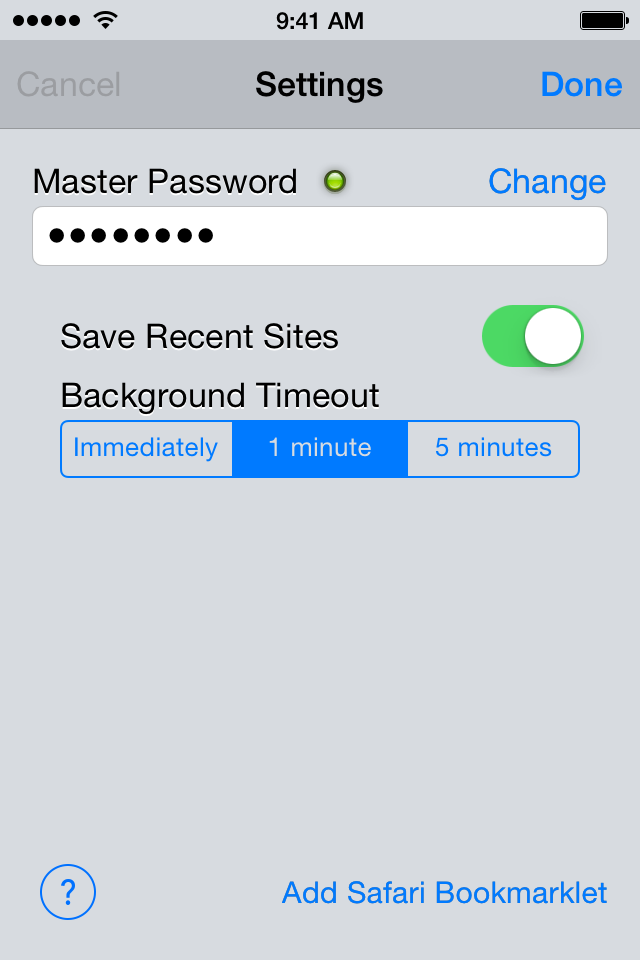 9:41 AM
Cancel Settings Done
Master Password Change
●●●●●●●●
Save Recent Sites
Background Timeout
Immediately 1 minute 5 minutes
? Add Safari Bookmarklet